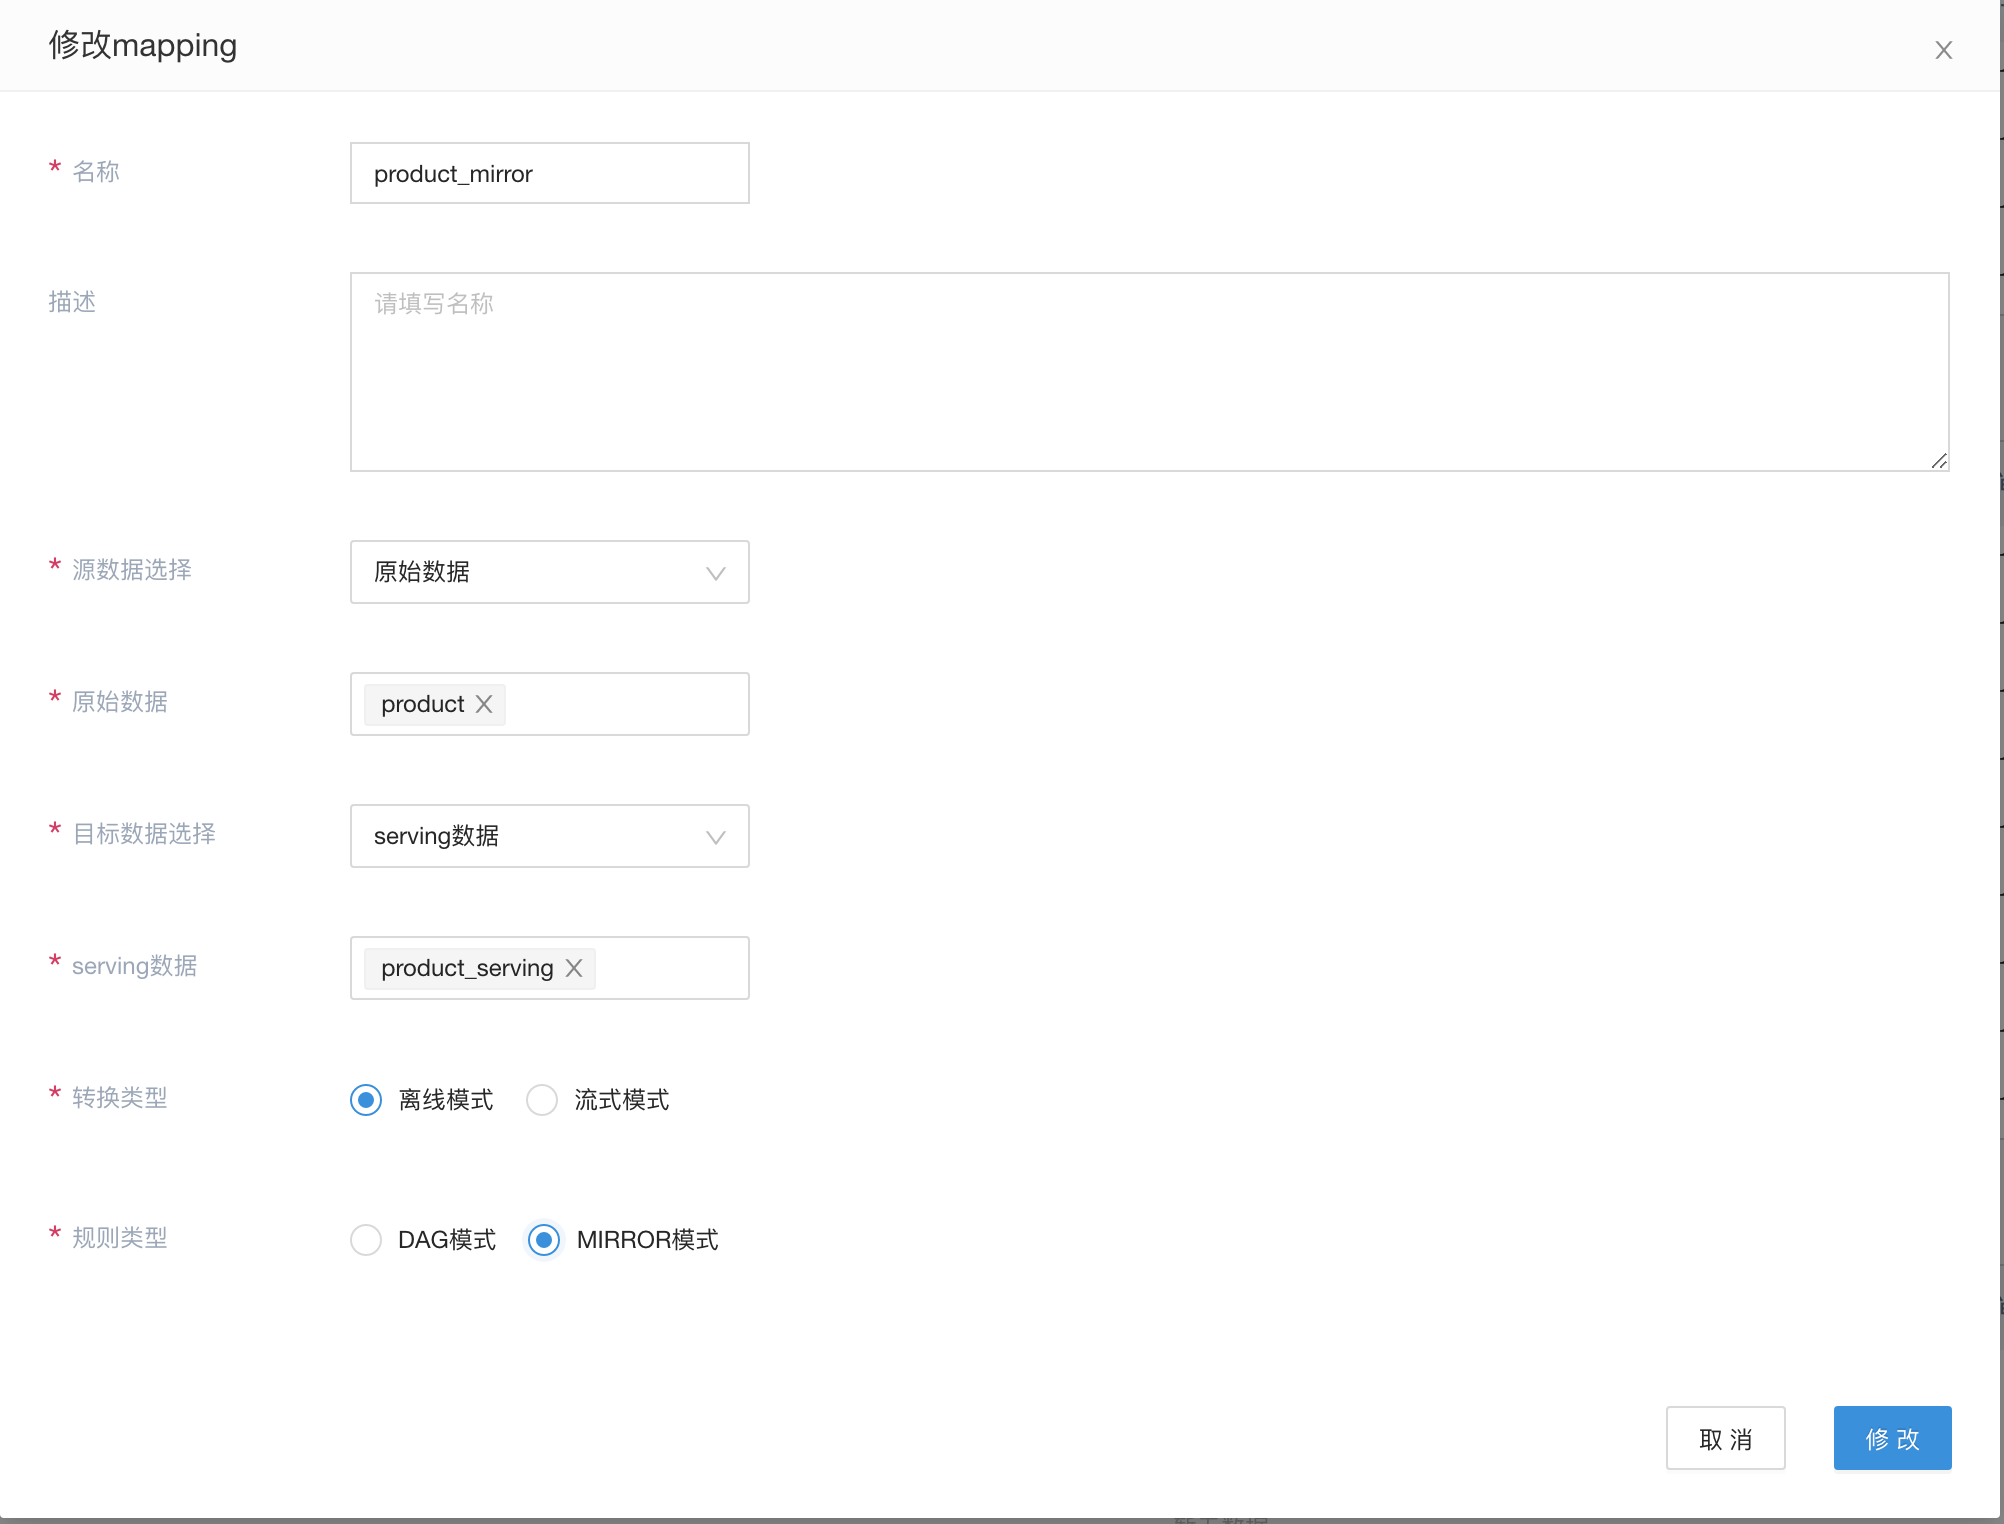 修改mapping
* 名称
product_mirror
描述
请填写名称
* 源数据选择
原始数据
* 原始数据
product
* 目标数据选择
serving数据
* serving数据
product_serving
* 转换类型
离线模式 流式模式
* 规则类型
DAG模式 MIRROR模式
取 消 修 改